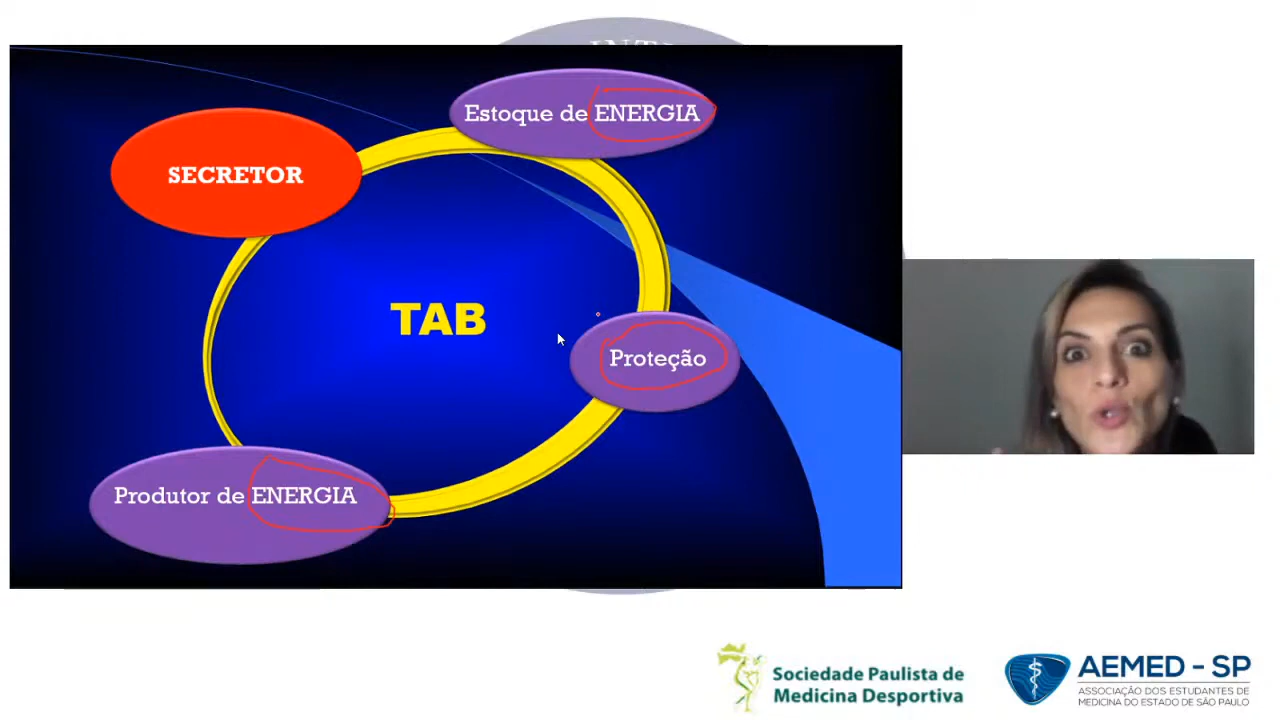 Estoque de ENERGIA
SECRETOR
TAB
Proteção
Produtor de ENERGIA
Sociedade Paulista de
Medicina Desportiva
AEMED - SP
ASSOCIAÇÃO DOS ESTUDANTES DE
MEDICINA DO ESTADO DE SÃO PAULO